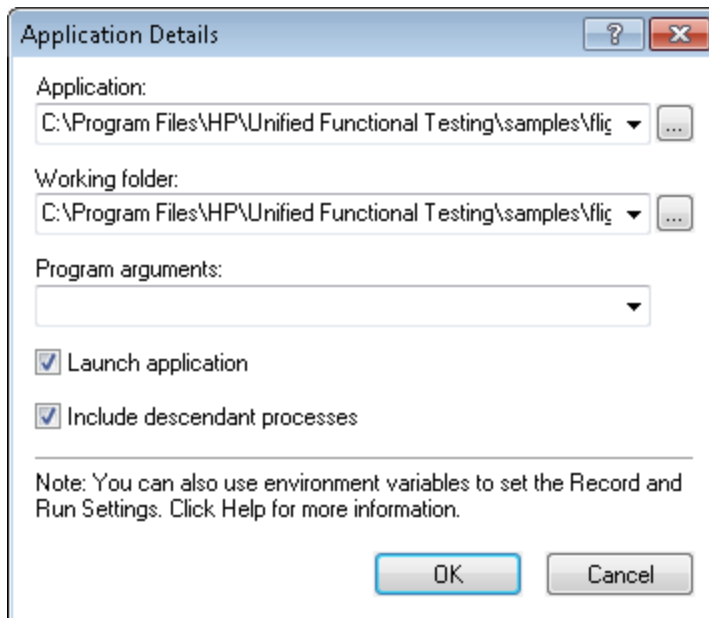 Application Details
Application:
C:\Program Files\HP\Unified Functional Testing\samples\flig
...
Working folder:
C:\Program Files\HP\Unified Functional Testing\samples\flig
...
Program arguments:
Launch application
Include descendant processes
Note: You can also use environment variables to set the Record and
Run Settings. Click Help for more information.
OK
Cancel